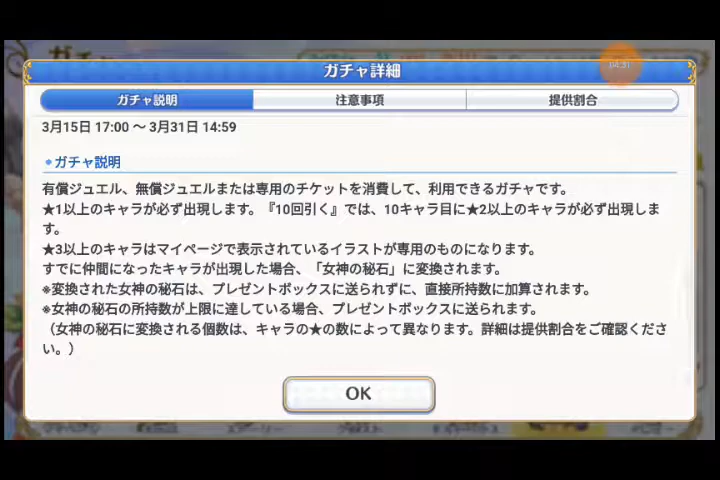 ガチャ
04:31
ガチャ詳細
ガチャ説明
注意事項
提供割合
3月15日 17:00 ～ 3月31日 14:59
ガチャ説明
有償ジュエル、無償ジュエルまたは専用のチケットを消費して、利用できるガチャです。
★1以上のキャラが必ず出現します。『10回引く』では、10キャラ目に★2以上のキャラが必ず出現しま
す。
★3以上のキャラはマイページで表示されているイラストが専用のものになります。
すでに仲間になったキャラが出現した場合、「女神の秘石」に変換されます。
※変換された女神の秘石は、プレゼントボックスに送られずに、直接所持数に加算されます。
※女神の秘石の所持数が上限に達している場合、プレゼントボックスに送られます。
（女神の秘石に変換される個数は、キャラの★の数によって異なります。詳細は提供割合をご確認くださ
い。）
OK